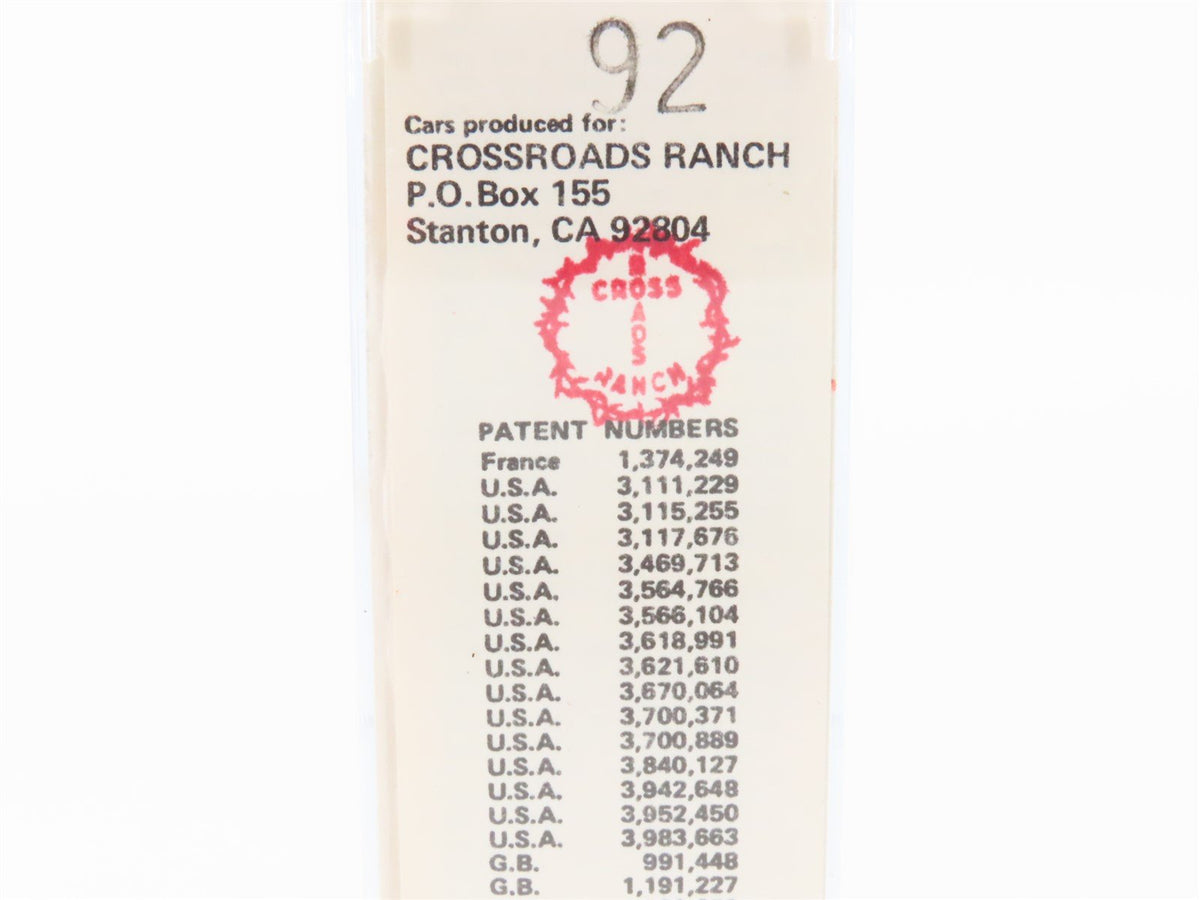 92
Cars produced for:
CROSSROADS RANCH
P.O. Box 155
Stanton, CA 92804
R
CROSS
A
D
S
RANCH
PATENT NUMBERS
France 1,374,249
U.S.A. 3,111,229
U.S.A. 3,115,255
U.S.A. 3,117,676
U.S.A. 3,469,713
U.S.A. 3,564,766
U.S.A. 3,566,104
U.S.A. 3,618,991
U.S.A. 3,621,610
U.S.A. 3,670,064
U.S.A. 3,700,371
U.S.A. 3,700,889
U.S.A. 3,840,127
U.S.A. 3,942,648
U.S.A. 3,952,450
U.S.A. 3,983,663
G.B. 991,448
G.B. 1,191,227